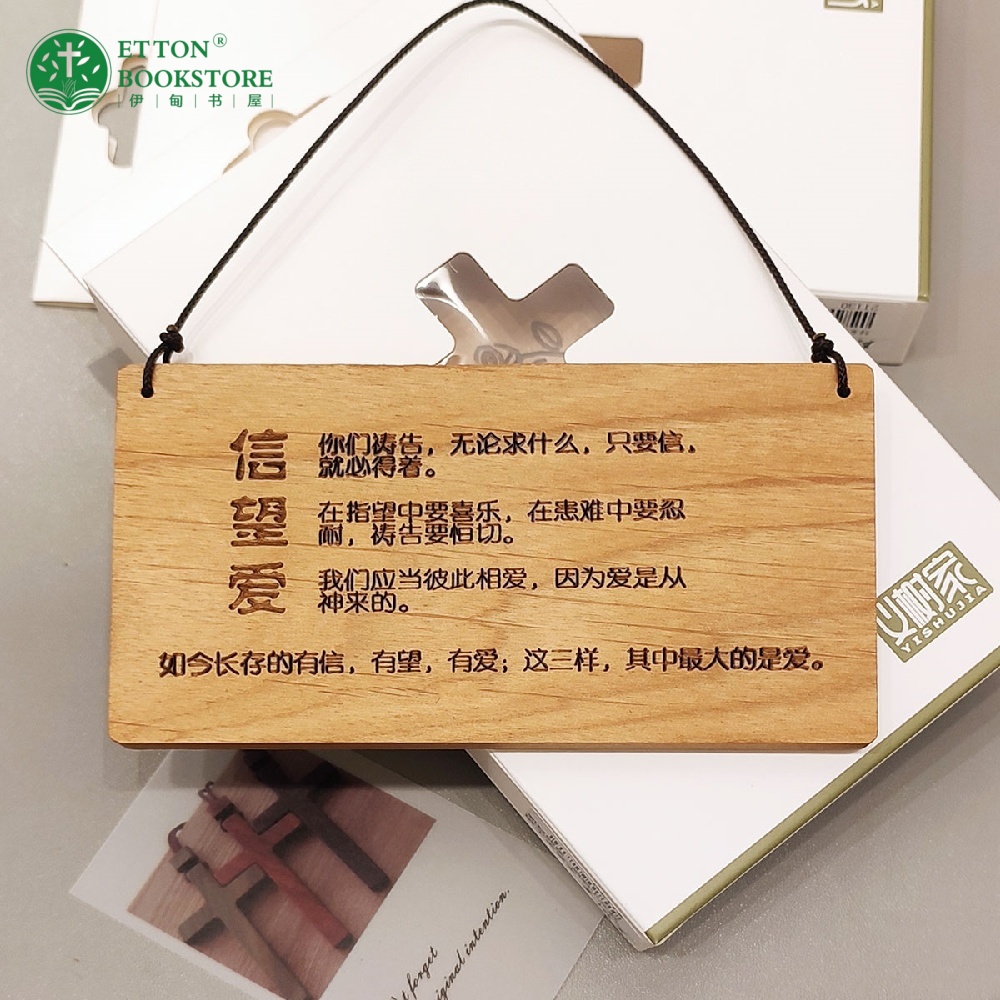 ETTON®
BOOKSTORE
伊甸书屋
信 你们祷告，无论求什么，只要信，
就必得着。
望 在指望中要喜乐，在患难中要忍
耐，祷告要恒切。
爱 我们应当彼此相爱，因为爱是从
神来的。
如今长存的有信，有望，有爱；这三样，其中最大的是爱。
YISHUJIA
t forget
iginal intention.